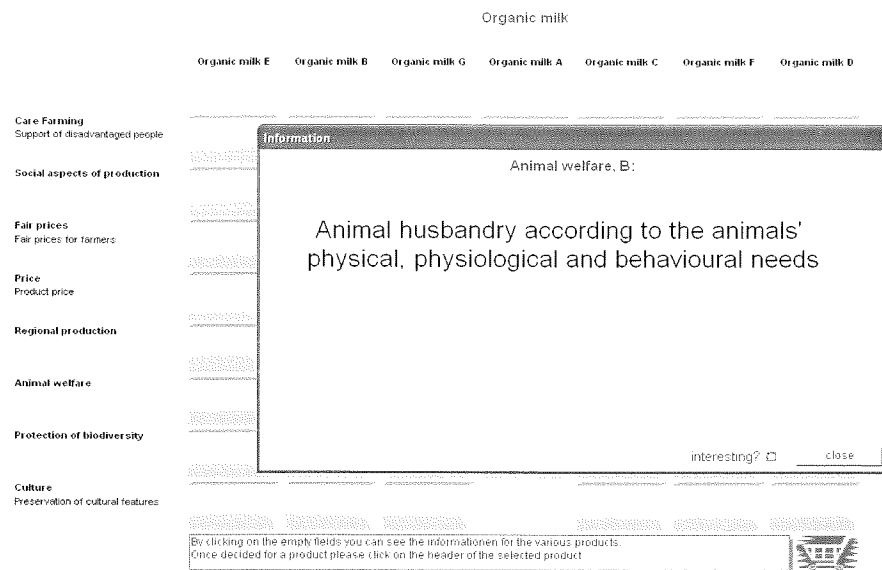 Organic milk
Organic milk E Organic milk B Organic milk G Organic milk A Organic milk C Organic milk F Organic milk D
Care Farming
Support of disadvantaged people
Information
Animal welfare, B:
Social aspects of production
Animal husbandry according to the animals'
physical, physiological and behavioural needs
Fair prices
Fair prices for farmers
Price
Product price
Regional production
Animal welfare
Protection of biodiversity
interesting? close
Culture
Preservation of cultural features
By clicking on the empty fields you can see the informationen for the various products.
Once decided for a product please click on the header of the selected product